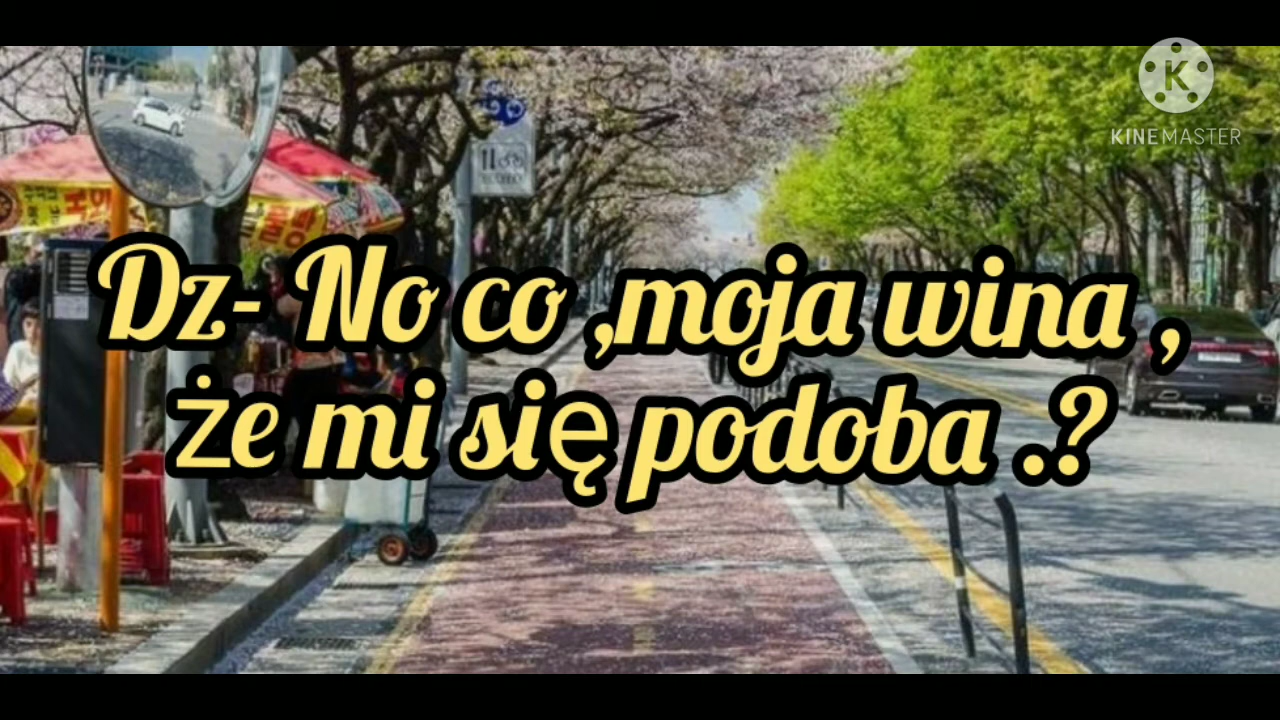 KINEMASTER
Dz- No co ,moja wina ,
że mi się podoba .?